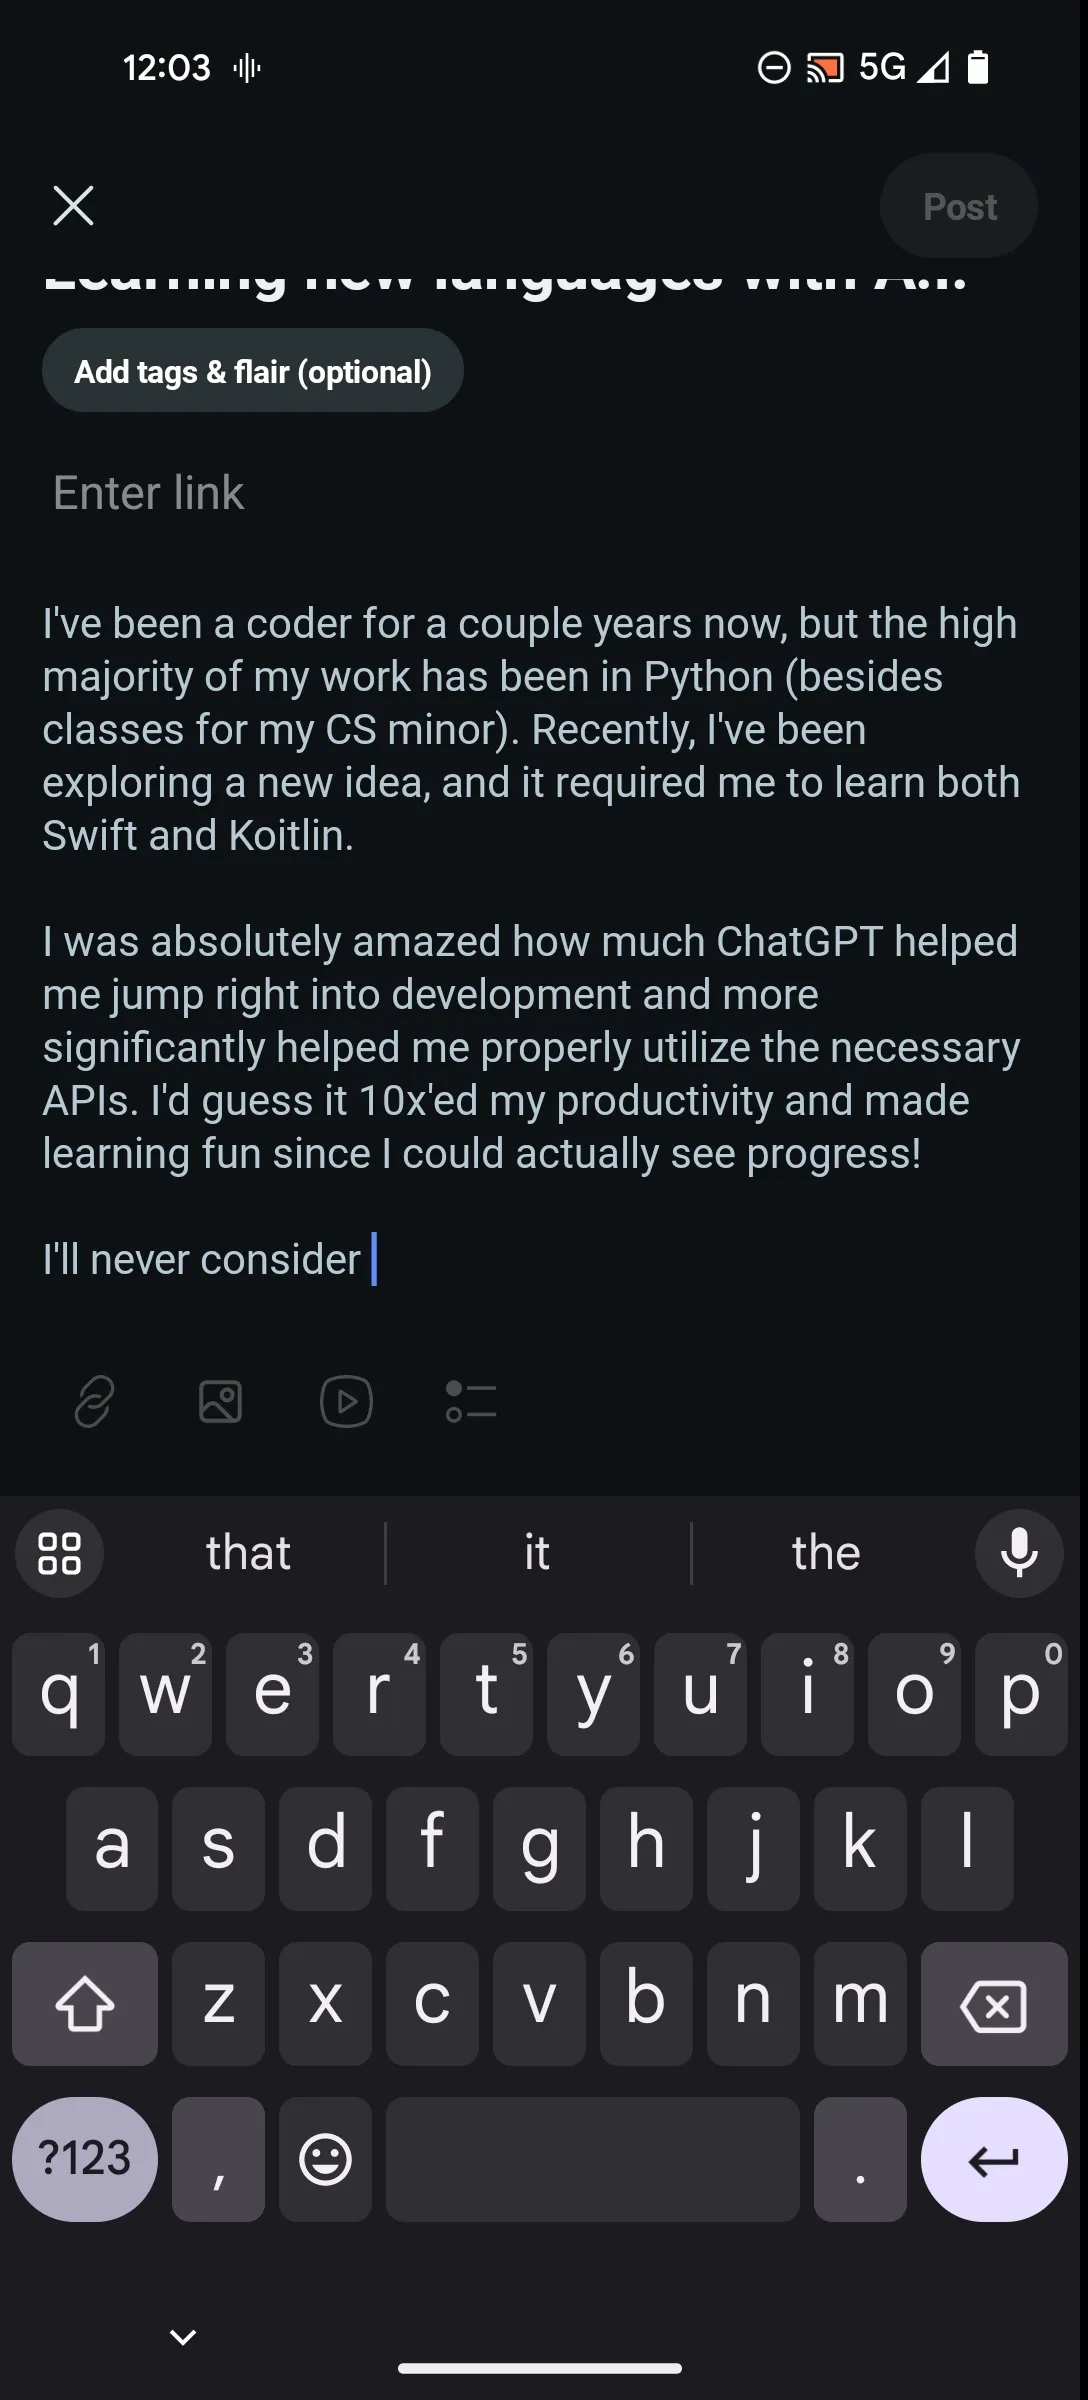 12:03
5G
Post
Learning new languages with A.I.
Add tags & flair (optional)
Enter link
I've been a coder for a couple years now, but the high
majority of my work has been in Python (besides
classes for my CS minor). Recently, I've been
exploring a new idea, and it required me to learn both
Swift and Koitlin.
I was absolutely amazed how much ChatGPT helped
me jump right into development and more
significantly helped me properly utilize the necessary
APIs. I'd guess it 10x'ed my productivity and made
learning fun since I could actually see progress!
I'll never consider
that it the
1 2 3 4 5 6 7 8 9 0
q w e r t y u i o p
a s d f g h j k l
z x c v b n m
?123 , .